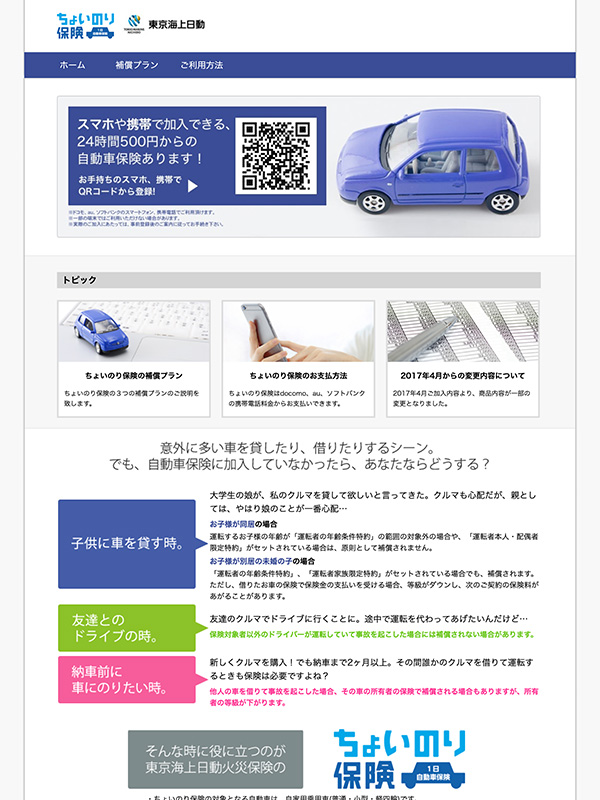 ちょいのり
保険 1日自動車保険
東京海上日動
ホーム 補償プラン ご利用方法
スマホや携帯で加入できる、
24時間500円からの
自動車保険あります！
お手持ちのスマホ、携帯で
QRコードから登録!
※ドコモ、au、ソフトバンクのスマートフォン、携帯電話でご利用頂けます。
※一部の端末ではご利用いただけない場合があります。
※実際のご加入にあたっては、事前登録後のご案内に従ってお手続き下さい。
トピック
ちょいのり保険の補償プラン
ちょいのり保険の３つの補償プランのご説明を
致します。
ちょいのり保険のお支払方法
ちょいのり保険はdocomo、au、ソフトバンク
の携帯電話料金からお支払いできます。
2017年4月からの変更内容について
2017年4月ご加入内容より、商品内容が一部の
変更となりました。
意外に多い車を貸したり、借りたりするシーン。
でも、自動車保険に加入していなかったら、あなたならどうする？
子供に車を貸す時。
大学生の娘が、私のクルマを貸して欲しいと言ってきた。クルマも心配だが、親とし
ては、やはり娘のことが一番心配…
お子様が同居の場合
運転するお子様の年齢が「運転者の年齢条件特約」の範囲の対象外の場合や、「運転者本人・配偶者
限定特約」がセットされている場合は、原則として補償されません。
お子様が別居の未婚の子の場合
「運転者の年齢条件特約」、「運転者家族限定特約」がセットされている場合でも、補償されます。
ただし、借りたお車の保険で保険金の支払いを受ける場合、等級がダウンし、次のご契約の保険料が
あがることがあります。
友達との
ドライブの時。
友達のクルマでドライブに行くことに。途中で運転を代わってあげたいんだけど…
保険対象者以外のドライバーが運転していて事故を起こした場合には補償されない場合があります。
納車前に
車にのりたい時。
新しくクルマを購入！でも納車まで2ヶ月以上。その間誰かのクルマを借りて運転す
るときも保険は必要ですよね？
他人の車を借りて事故を起こした場合、その車の所有者の保険で補償される場合もありますが、所有
者の等級が下がります。
そんな時に役に立つのが
東京海上日動火災保険の
ちょいのり
保険 1日自動車保険
・ちょいのり保険の対象となる自動車は、自家用乗用車(普通・小型・軽四輪)です。